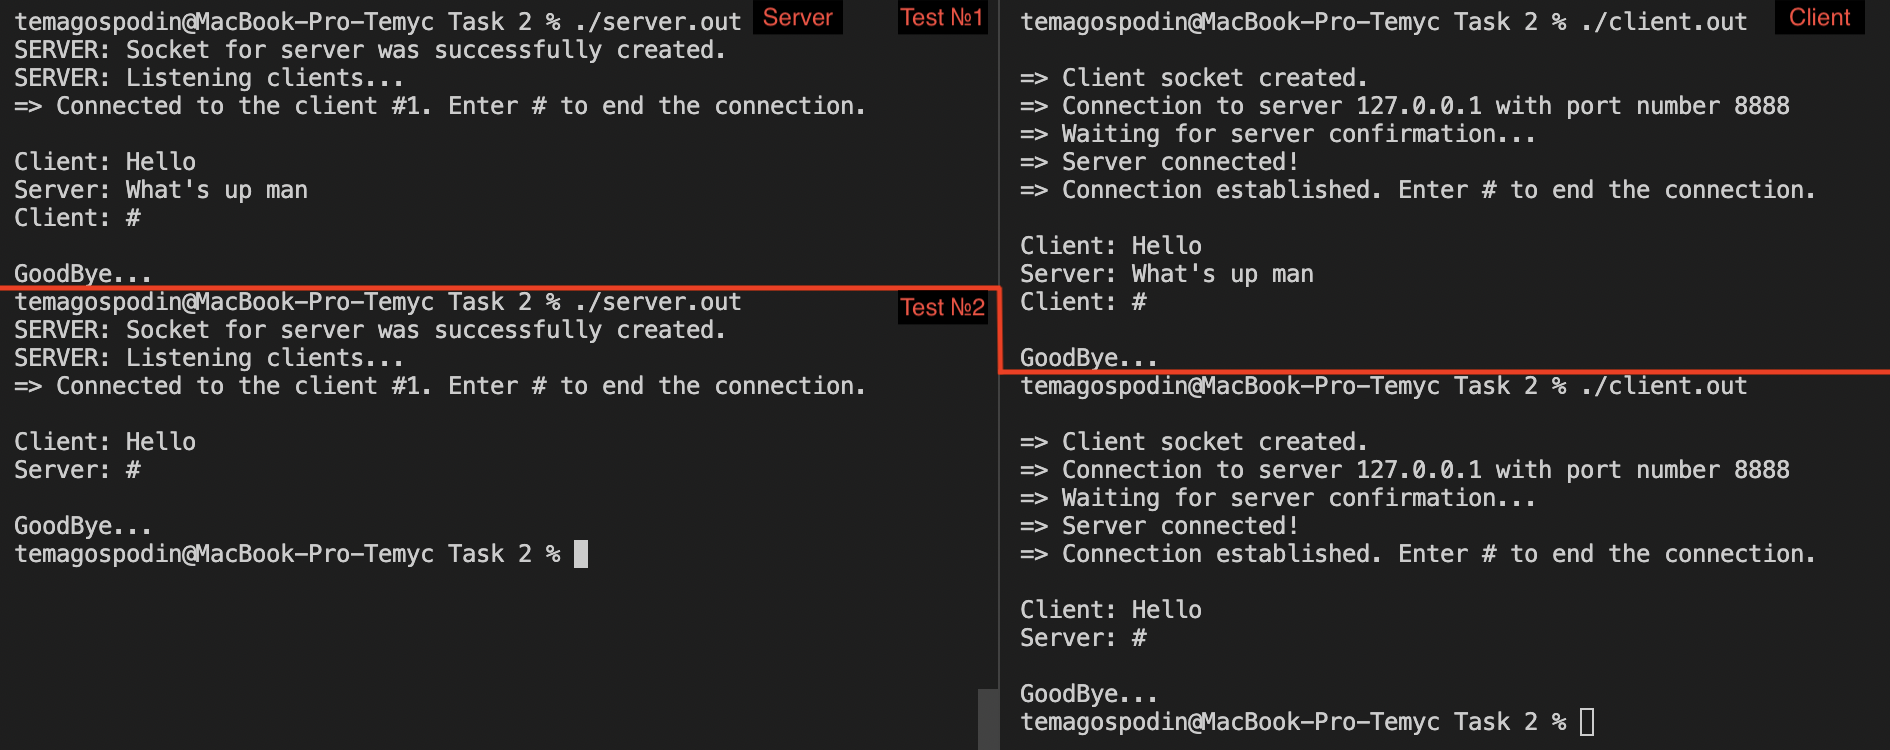 temagospodin@MacBook-Pro-Temyc Task 2 % ./server.out
Server
Test №1
SERVER: Socket for server was successfully created.
SERVER: Listening clients...
=> Connected to the client #1. Enter # to end the connection.
Client: Hello
Server: What's up man
Client: #
GoodBye...
temagospodin@MacBook-Pro-Temyc Task 2 % ./server.out
Test №2
SERVER: Socket for server was successfully created.
SERVER: Listening clients...
=> Connected to the client #1. Enter # to end the connection.
Client: Hello
Server: #
GoodBye...
temagospodin@MacBook-Pro-Temyc Task 2 %
temagospodin@MacBook-Pro-Temyc Task 2 % ./client.out
Client
=> Client socket created.
=> Connection to server 127.0.0.1 with port number 8888
=> Waiting for server confirmation...
=> Server connected!
=> Connection established. Enter # to end the connection.
Client: Hello
Server: What's up man
Client: #
GoodBye...
temagospodin@MacBook-Pro-Temyc Task 2 % ./client.out
=> Client socket created.
=> Connection to server 127.0.0.1 with port number 8888
=> Waiting for server confirmation...
=> Server connected!
=> Connection established. Enter # to end the connection.
Client: Hello
Server: #
GoodBye...
temagospodin@MacBook-Pro-Temyc Task 2 %